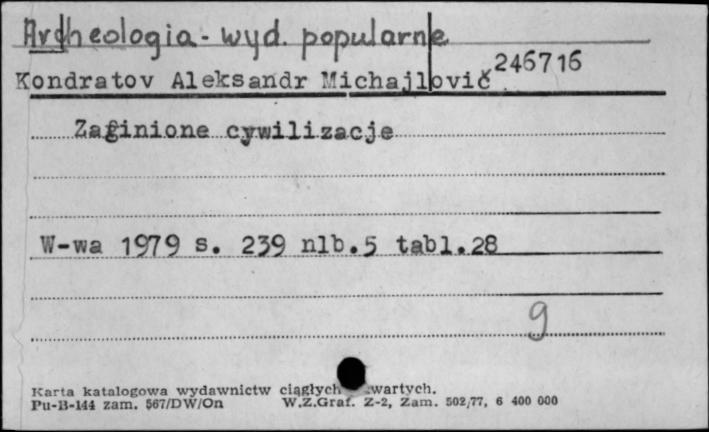 Archeologia - wyd. popularne
Kondratov Aleksandr Michajlovič 246716
Zaginione cywilizacje
W-wa 1979 s. 239 nlb.5 tabl.28
9
Karta katalogowa wydawnictw ciągłych wartych.
Pu-B-144 zam. 567/DW/On W.Z.Graf. Z-2, Zam. 502/77, 6 400 000